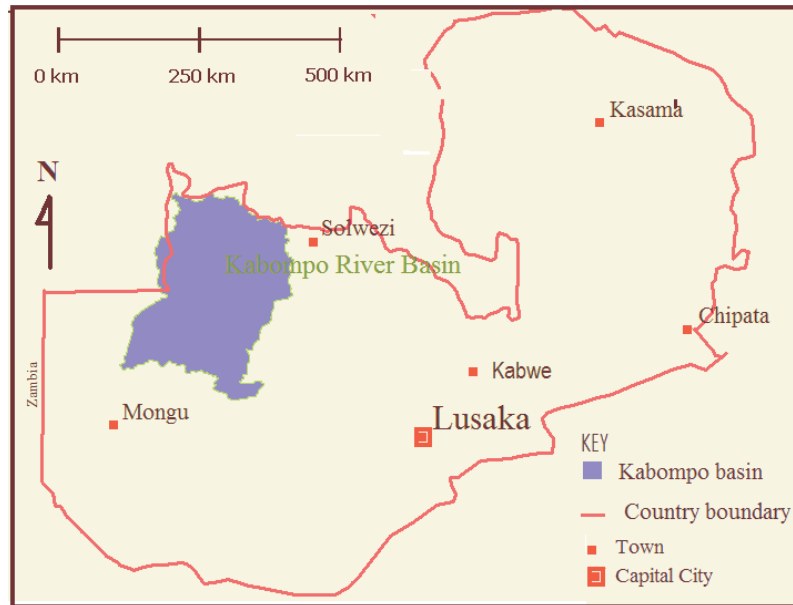 0 km 250 km 500 km
Kasama
N
Solwezi
Kabompo River Basin
Chipata
Zambia
Kabwe
Mongu
Lusaka
KEY
Kabompo basin
Country boundary
Town
Capital City